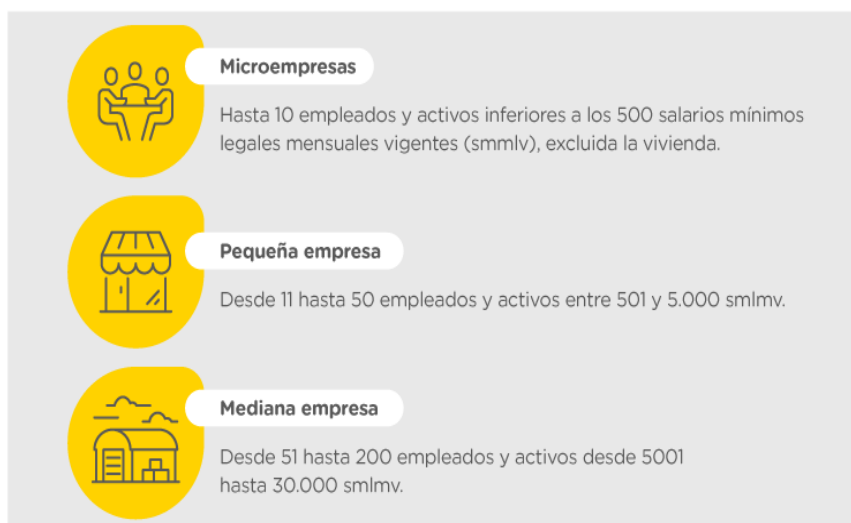 Microempresas
Hasta 10 empleados y activos inferiores a los 500 salarios mínimos
legales mensuales vigentes (smmlv), excluida la vivienda.
Pequeña empresa
Desde 11 hasta 50 empleados y activos entre 501 y 5.000 smlmv.
Mediana empresa
Desde 51 hasta 200 empleados y activos desde 5001
hasta 30.000 smlmv.